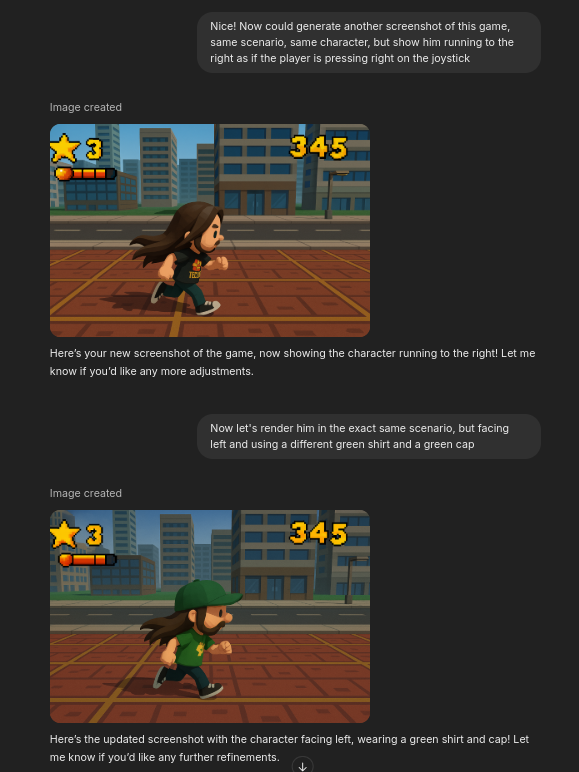 Nice! Now could generate another screenshot of this game,
same scenario, same character, but show him running to the
right as if the player is pressing right on the joystick
Image created
3
345
Here’s your new screenshot of the game, now showing the character running to the right! Let me
know if you’d like any more adjustments.
Now let's render him in the exact same scenario, but facing
left and using a different green shirt and a green cap
Image created
3
345
Here’s the updated screenshot with the character facing left, wearing a green shirt and cap! Let
me know if you’d like any further refinements.